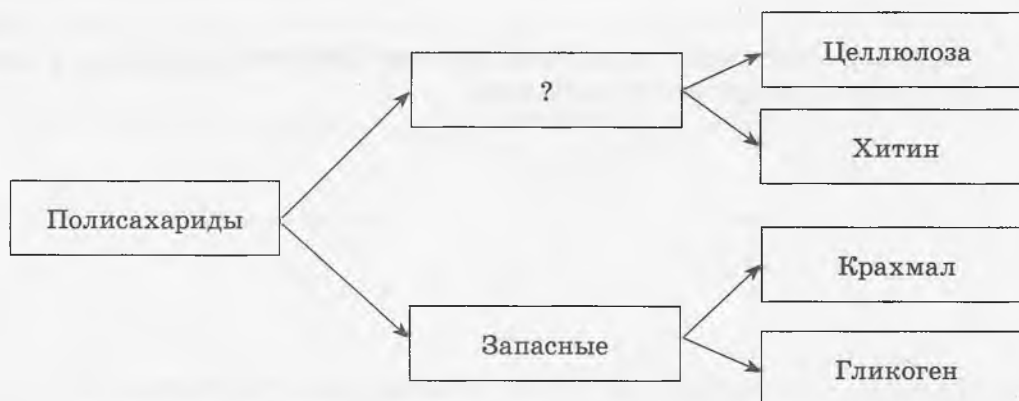 Целлюлоза
?
Хитин
Полисахариды
Крахмал
Запасные
Гликоген